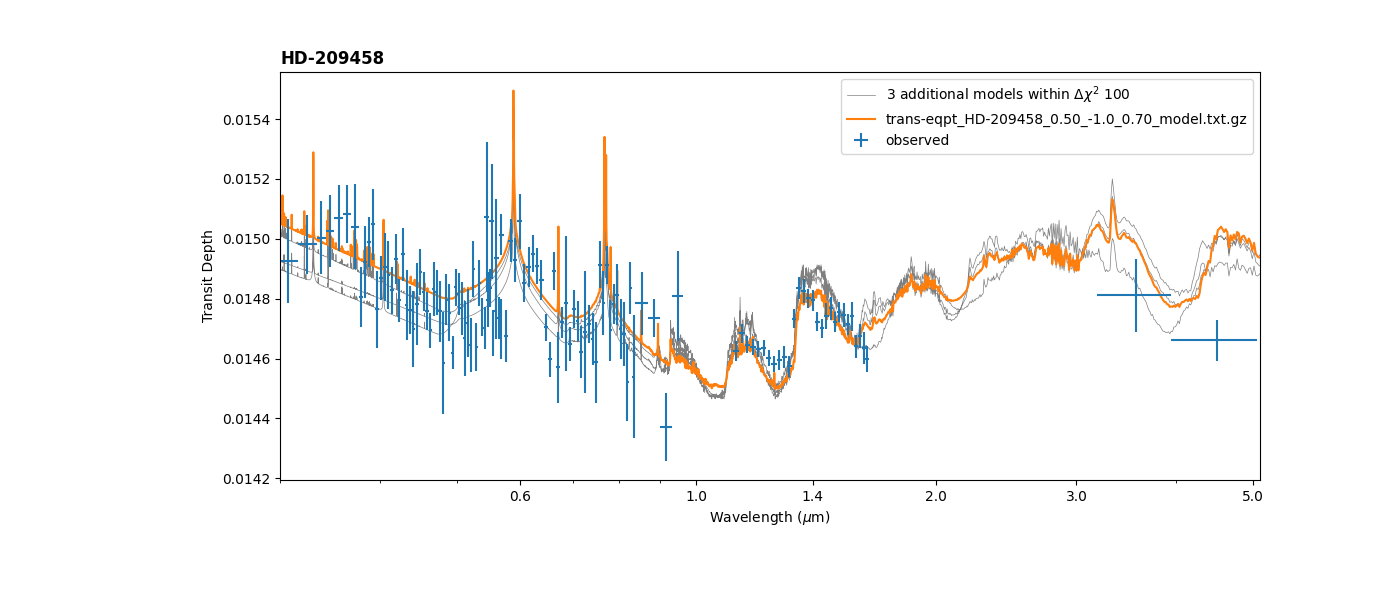 HD-209458
3 additional models within Δχ² 100
trans-eqpt_HD-209458_0.50_-1.0_0.70_model.txt.gz
observed
0.0154
0.0152
0.0150
0.0148
0.0146
0.0144
0.0142
Transit Depth
0.6 1.0 1.4 2.0 3.0 5.0
Wavelength (μm)